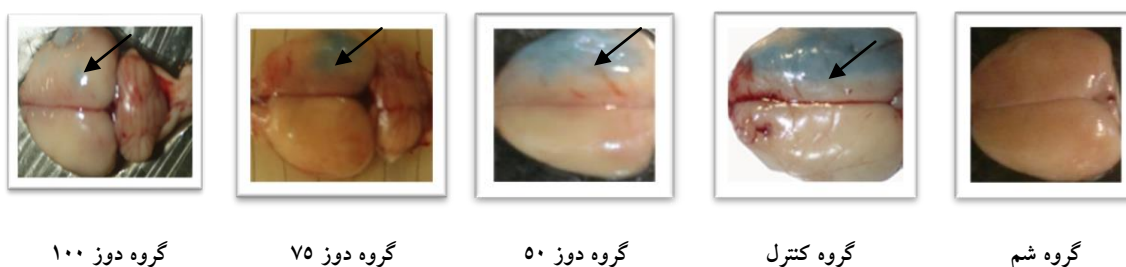 گروه شم گروه کنترل گروه دوز ۵۰ گروه دوز ۷۵ گروه دوز ۱۰۰